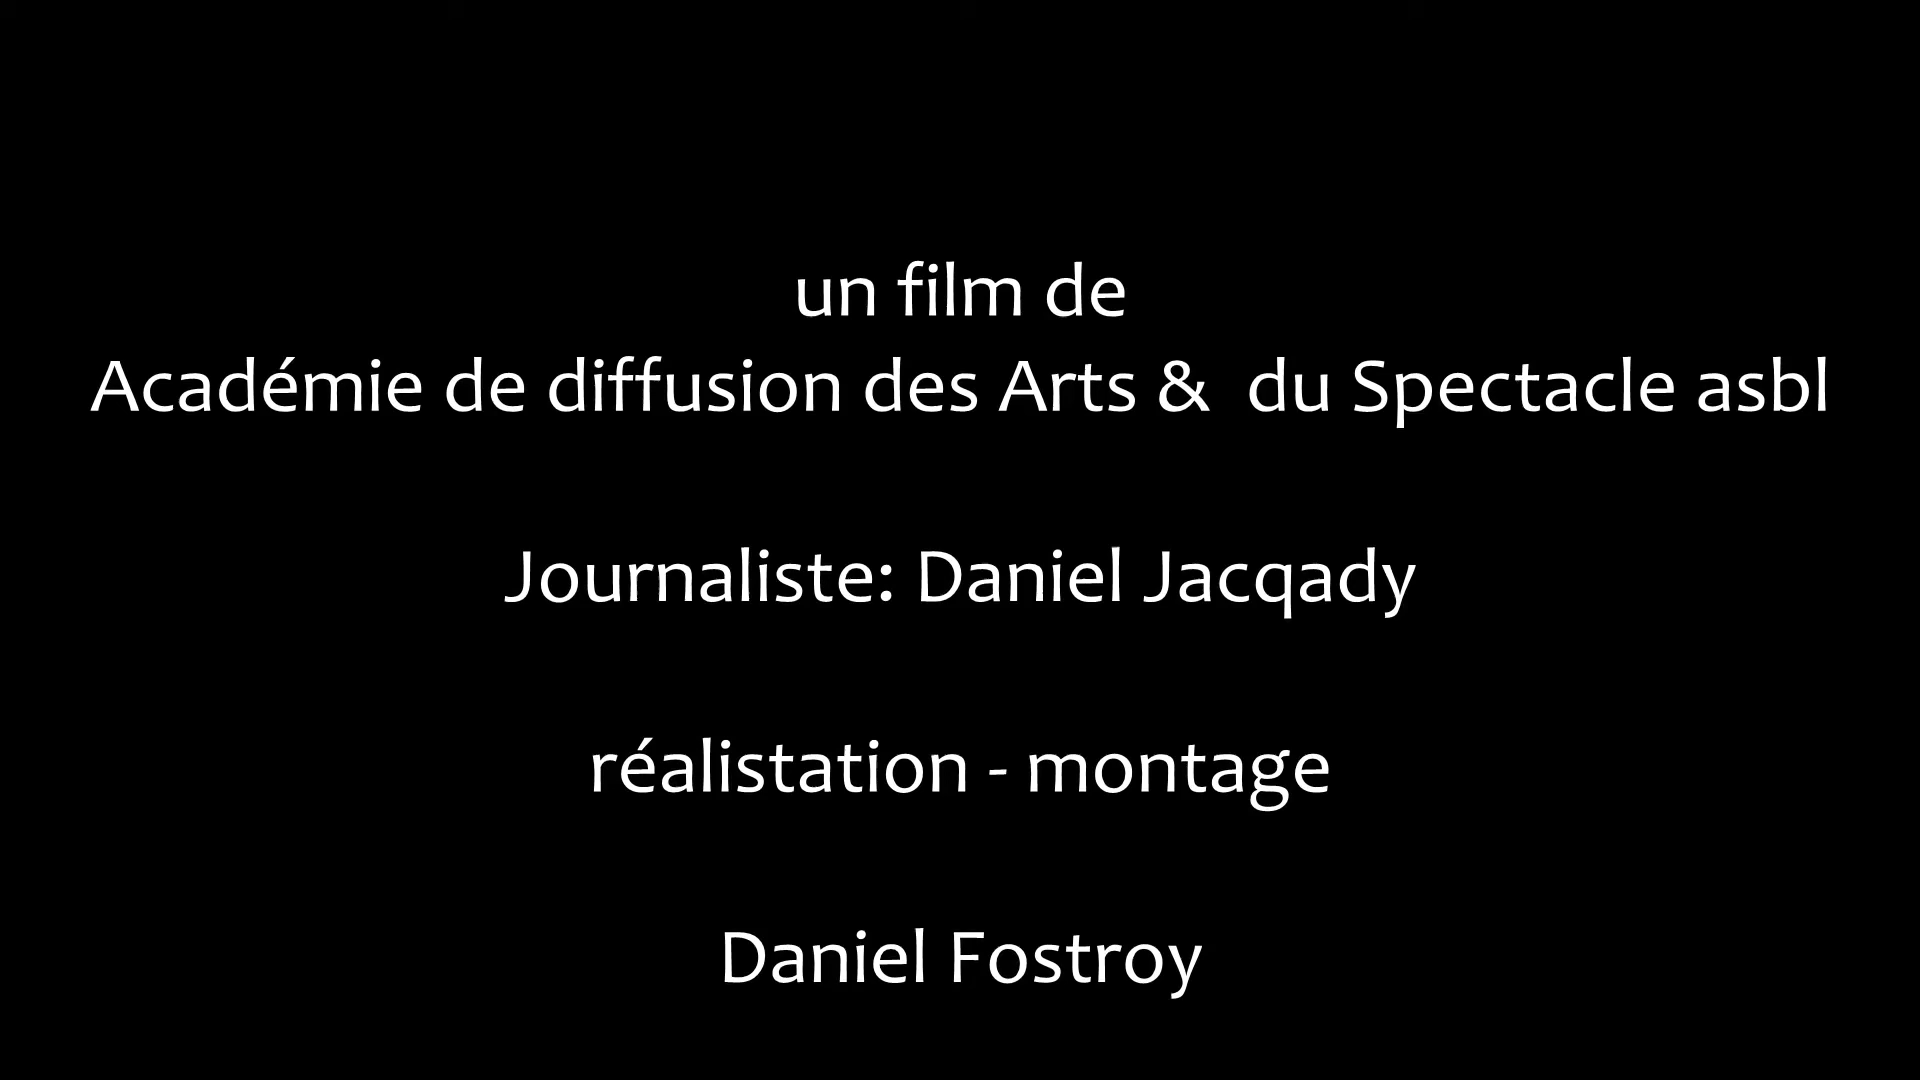 un film de
Académie de diffusion des Arts &  du Spectacle asbl
Journaliste: Daniel Jacqady
réalistation - montage
Daniel Fostroy